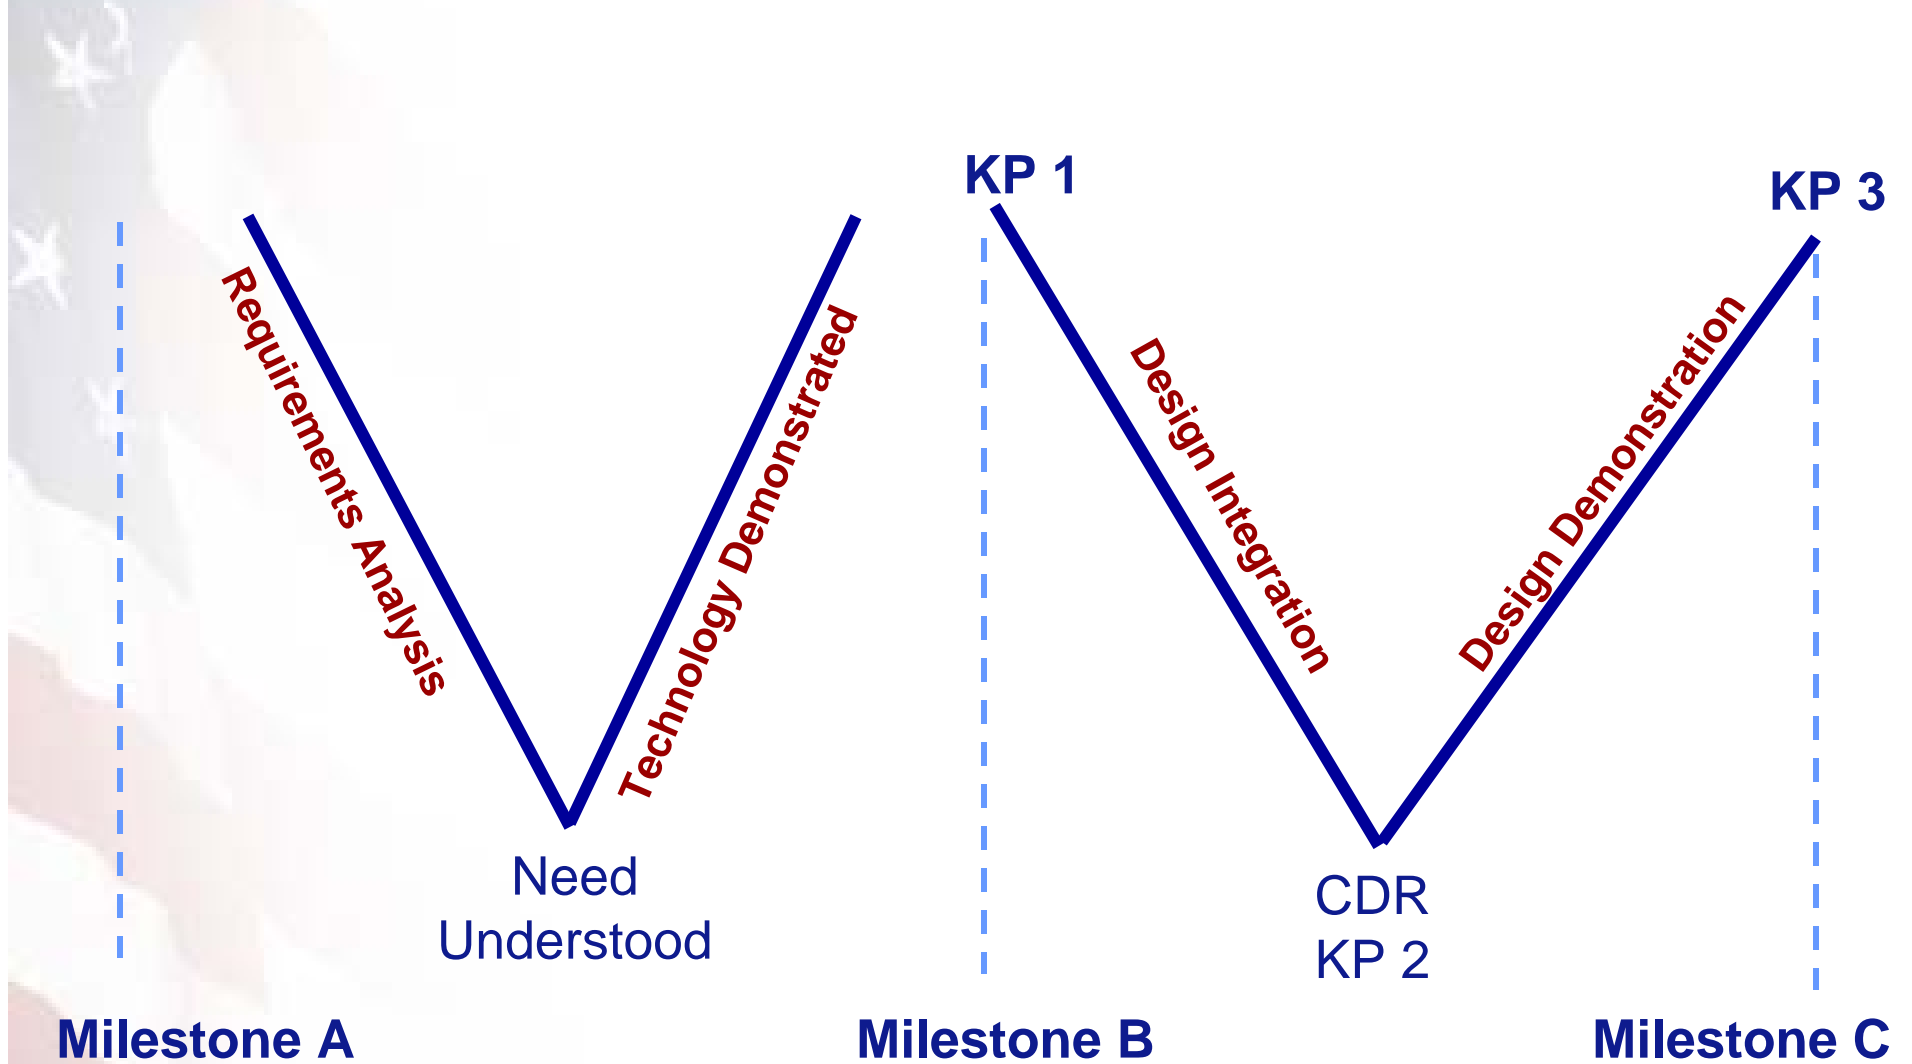 KP 1
KP 3
Requirements Analysis
Technology Demonstrated
Design Integration
Design Demonstration
Need
Understood
CDR
KP 2
Milestone A
Milestone B
Milestone C